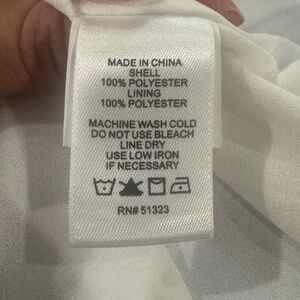 MADE IN CHINA
SHELL
100% POLYESTER
LINING
100% POLYESTER
MACHINE WASH COLD
DO NOT USE BLEACH
LINE DRY
USE LOW IRON
IF NECESSARY
RN# 51323